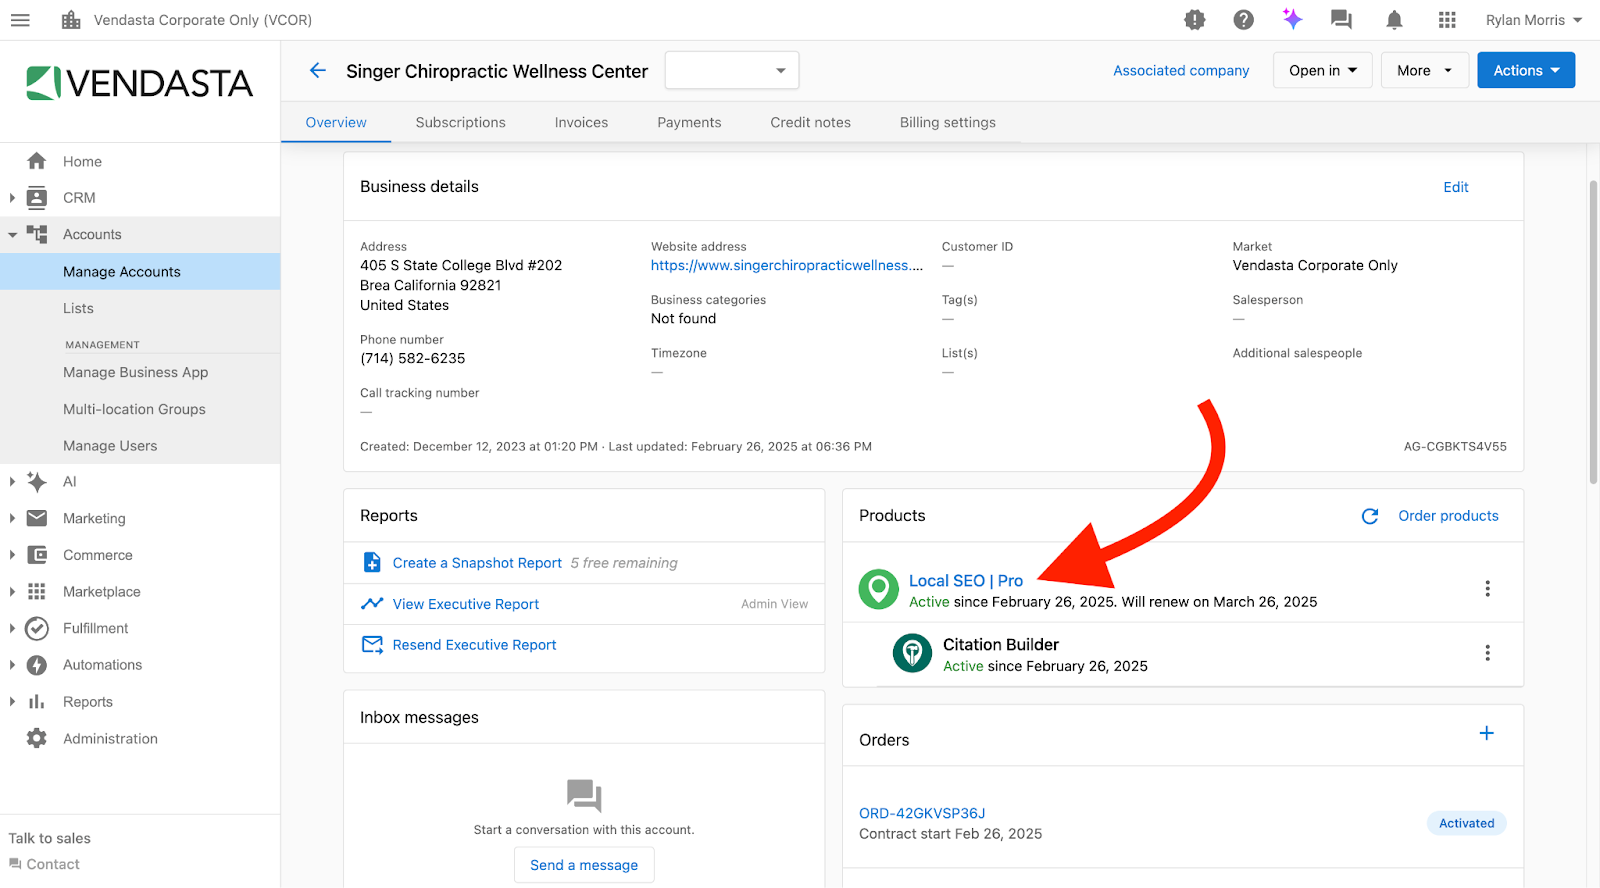 Vendasta Corporate Only (VCOR)
Rylan Morris
VENDASTA
Home
CRM
Accounts
Manage Accounts
Lists
MANAGEMENT
Manage Business App
Multi-location Groups
Manage Users
AI
Marketing
Commerce
Marketplace
Fulfillment
Automations
Reports
Administration
Talk to sales
Contact
Singer Chiropractic Wellness Center
Associated company
Open in
More
Actions
Overview
Subscriptions
Invoices
Payments
Credit notes
Billing settings
Business details
Edit
Address
405 S State College Blvd #202
Brea California 92821
United States
Phone number
(714) 582-6235
Call tracking number
—
Website address
https://www.singerchiropracticwellness....
Business categories
Not found
Timezone
—
Customer ID
—
Tag(s)
—
List(s)
—
Market
Vendasta Corporate Only
Salesperson
—
Additional salespeople
Created: December 12, 2023 at 01:20 PM · Last updated: February 26, 2025 at 06:36 PM
AG-CGBKTS4V55
Reports
Create a Snapshot Report 5 free remaining
View Executive Report
Admin View
Resend Executive Report
Inbox messages
Start a conversation with this account.
Send a message
Products
Order products
Local SEO | Pro
Active since February 26, 2025. Will renew on March 26, 2025
Citation Builder
Active since February 26, 2025
Orders
ORD-42GKVSP36J
Contract start Feb 26, 2025
Activated